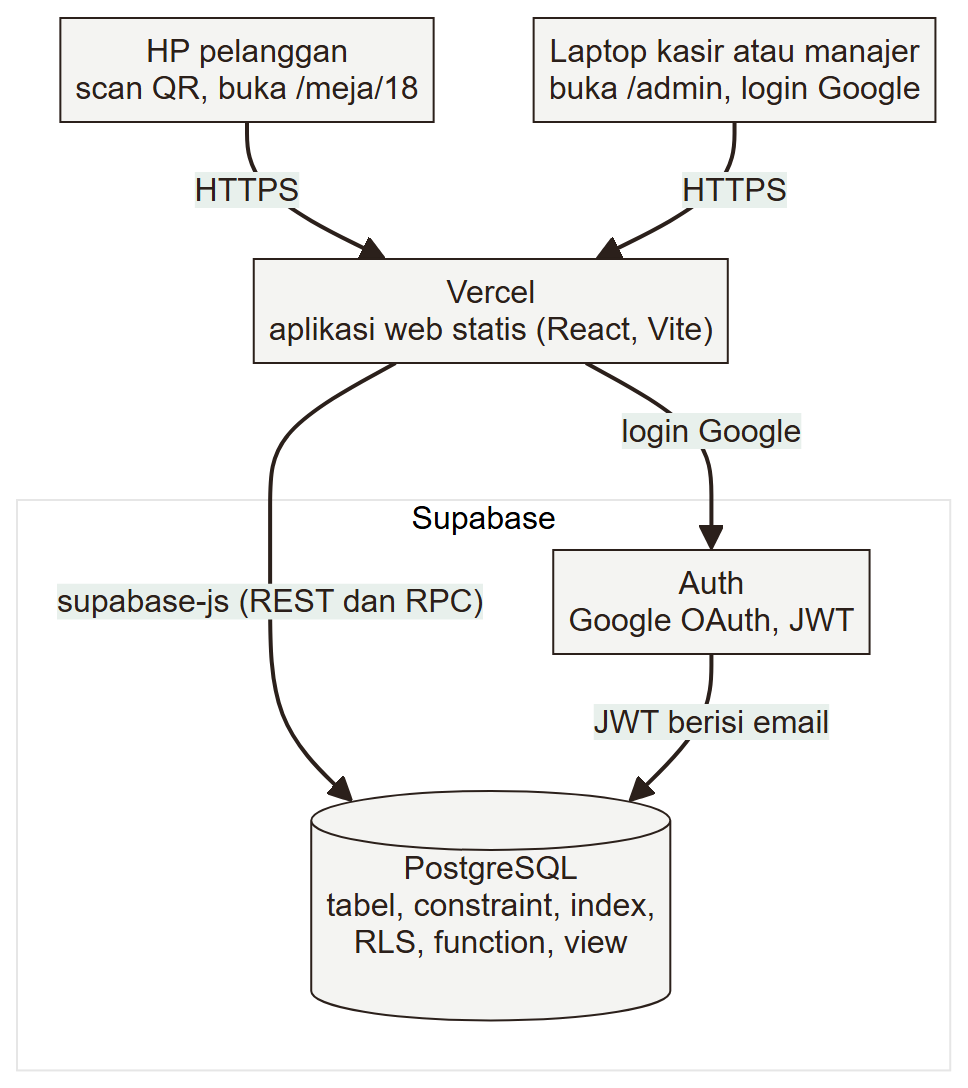 HP pelanggan
scan QR, buka /meja/18
Laptop kasir atau manajer
buka /admin, login Google
HTTPS
HTTPS
Vercel
aplikasi web statis (React, Vite)
login Google
Supabase
Auth
Google OAuth, JWT
supabase-js (REST dan RPC)
JWT berisi email
PostgreSQL
tabel, constraint, index,
RLS, function, view